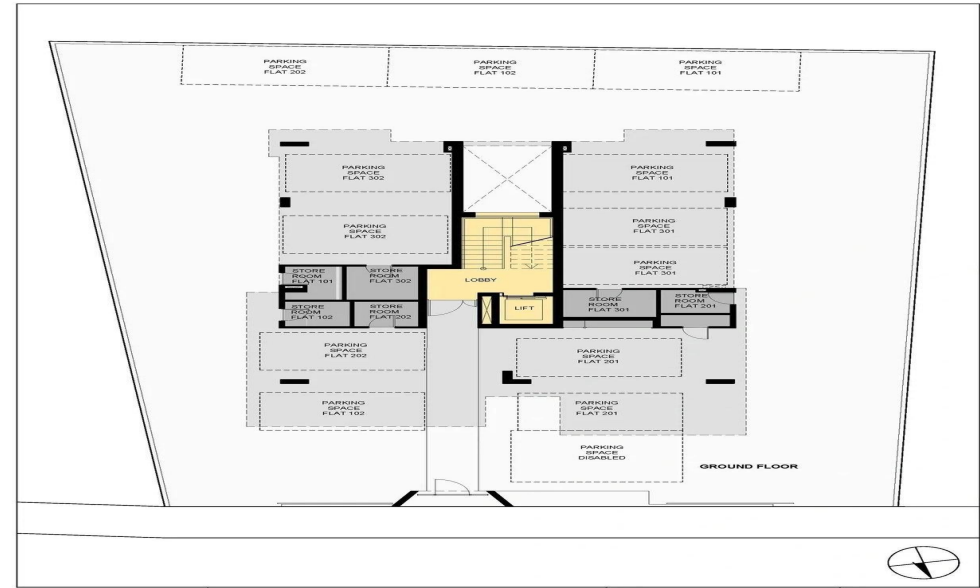 PARKING
SPACE
FLAT 202
PARKING
SPACE
FLAT 102
PARKING
SPACE
FLAT 101
PARKING
SPACE
FLAT 302
PARKING
SPACE
FLAT 101
PARKING
SPACE
FLAT 302
PARKING
SPACE
FLAT 301
PARKING
SPACE
FLAT 301
STORE
ROOM
FLAT 101
STORE
ROOM
FLAT 302
LOBBY
STORE
ROOM
FLAT 102
STORE
ROOM
FLAT 202
LIFT
STORE
ROOM
FLAT 301
STORE
ROOM
FLAT 201
PARKING
SPACE
FLAT 202
PARKING
SPACE
FLAT 201
PARKING
SPACE
FLAT 102
PARKING
SPACE
FLAT 201
PARKING
SPACE
DISABLED
GROUND FLOOR